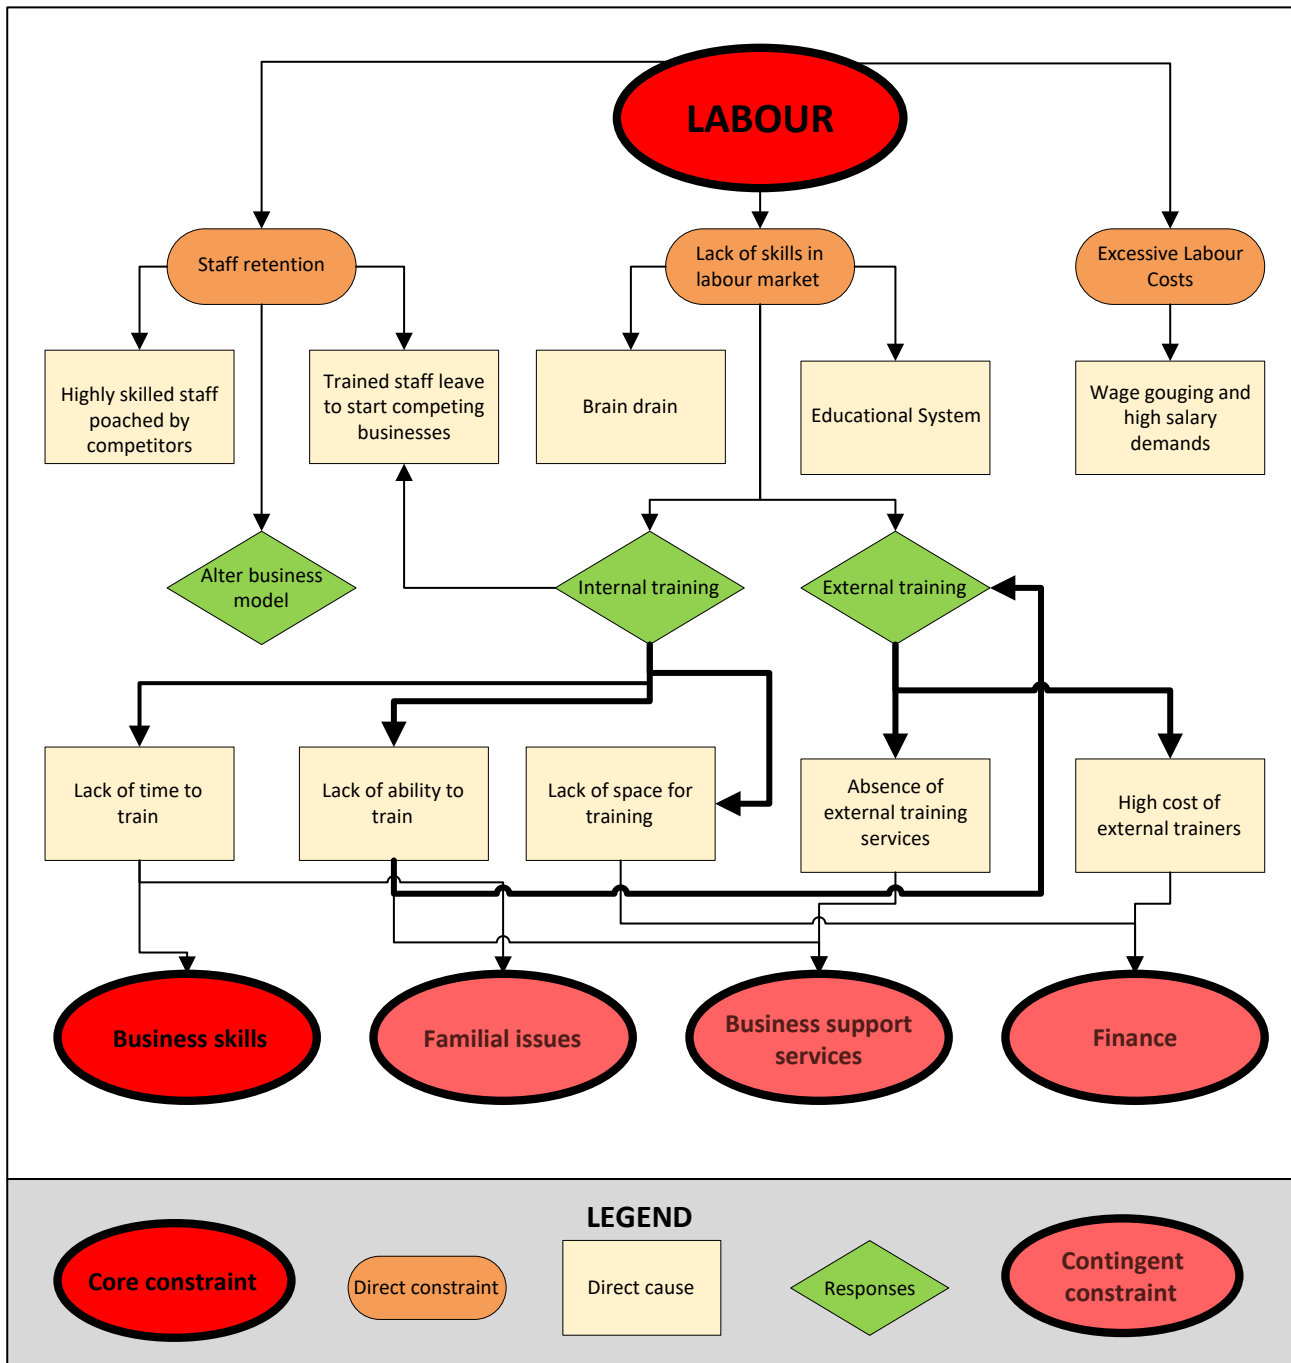 LABOUR
Staff retention
Lack of skills in
labour market
Excessive Labour
Costs
Highly skilled staff
poached by
competitors
Trained staff leave
to start competing
businesses
Brain drain
Educational System
Wage gouging and
high salary
demands
Alter business
model
Internal training
External training
Lack of time to
train
Lack of ability to
train
Lack of space for
training
Absence of
external training
services
High cost of
external trainers
Business skills
Familial issues
Business support
services
Finance
LEGEND
Core constraint
Direct constraint
Direct cause
Responses
Contingent
constraint